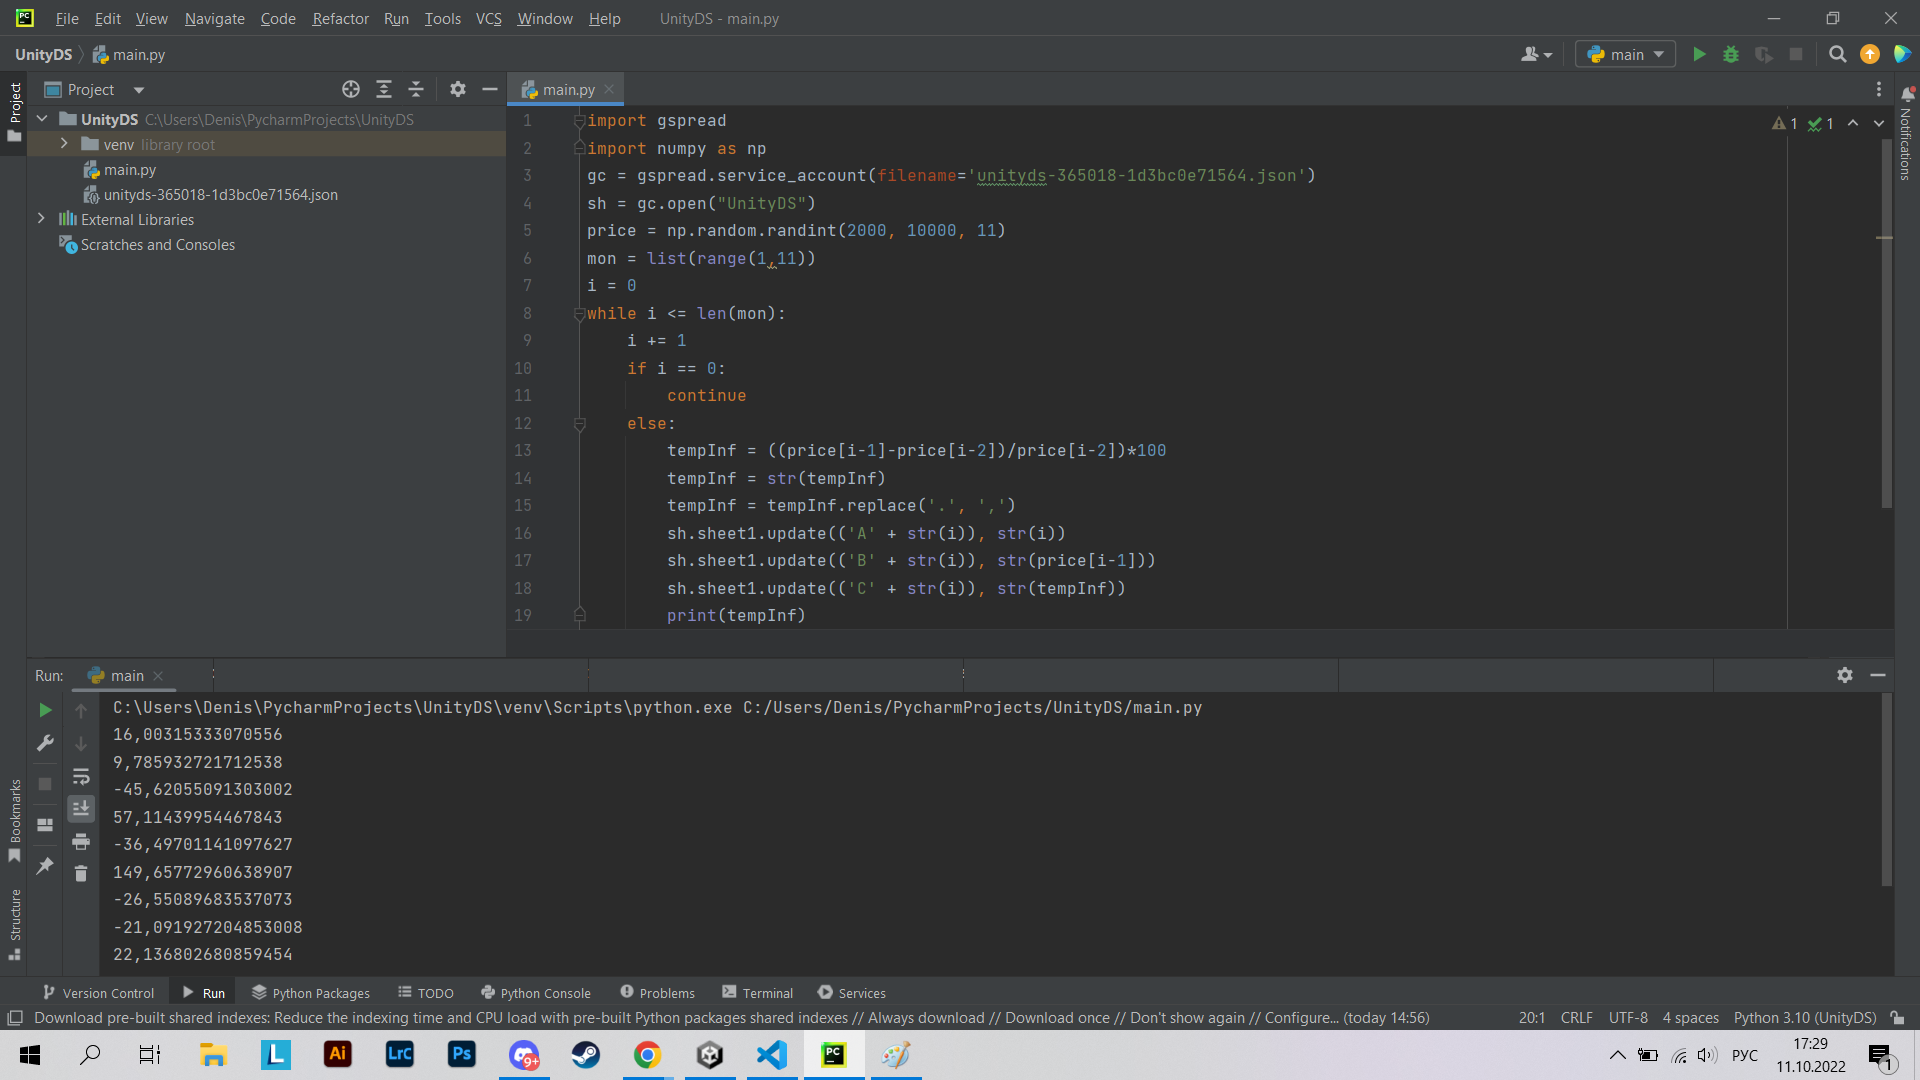 PC File Edit View Navigate Code Refactor Run Tools VCS Window Help UnityDS - main.py
UnityDS main.py main
Project
Project
UnityDS C:\Users\Denis\PycharmProjects\UnityDS
venv library root
main.py
unityds-365018-1d3bc0e71564.json
External Libraries
Scratches and Consoles
main.py
1 1
Notifications
1 import gspread
2 import numpy as np
3 gc = gspread.service_account(filename='unityds-365018-1d3bc0e71564.json')
4 sh = gc.open("UnityDS")
5 price = np.random.randint(2000, 10000, 11)
6 mon = list(range(1,11))
7 i = 0
8 while i <= len(mon):
9 i += 1
10 if i == 0:
11 continue
12 else:
13 tempInf = ((price[i-1]-price[i-2])/price[i-2])*100
14 tempInf = str(tempInf)
15 tempInf = tempInf.replace('.', ',')
16 sh.sheet1.update(('A' + str(i)), str(i))
17 sh.sheet1.update(('B' + str(i)), str(price[i-1]))
18 sh.sheet1.update(('C' + str(i)), str(tempInf))
19 print(tempInf)
Run: main
C:\Users\Denis\PycharmProjects\UnityDS\venv\Scripts\python.exe C:/Users/Denis/PycharmProjects/UnityDS/main.py
16,00315333070556
9,785932721712538
-45,62055091303002
57,11439954467843
-36,49701141097627
149,65772960638907
-26,55089683537073
-21,091927204853008
22,136802680859454
Bookmarks
Structure
Version Control Run Python Packages TODO Python Console Problems Terminal Services
Download pre-built shared indexes: Reduce the indexing time and CPU load with pre-built Python packages shared indexes // Always download // Download once // Don't show again // Configure... (today 14:56) 20:1 CRLF UTF-8 4 spaces Python 3.10 (UnityDS)
L Ai LrC Ps 9+ PC РУС 17:29
11.10.2022 1